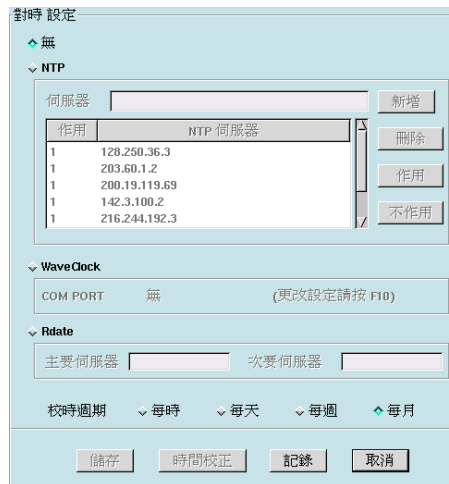 對時 設定
無
NTP
伺服器 新增
作用 NTP 伺服器
刪除
1 128.250.36.3
1 203.60.1.2
作用
1 200.19.119.69
1 142.3.100.2
不作用
1 216.244.192.3
WaveClock
COM PORT 無 (更改設定請按 F10)
Rdate
主要伺服器 次要伺服器
校時週期 每時 每天 每週 每月
儲存 時間校正 記錄 取消